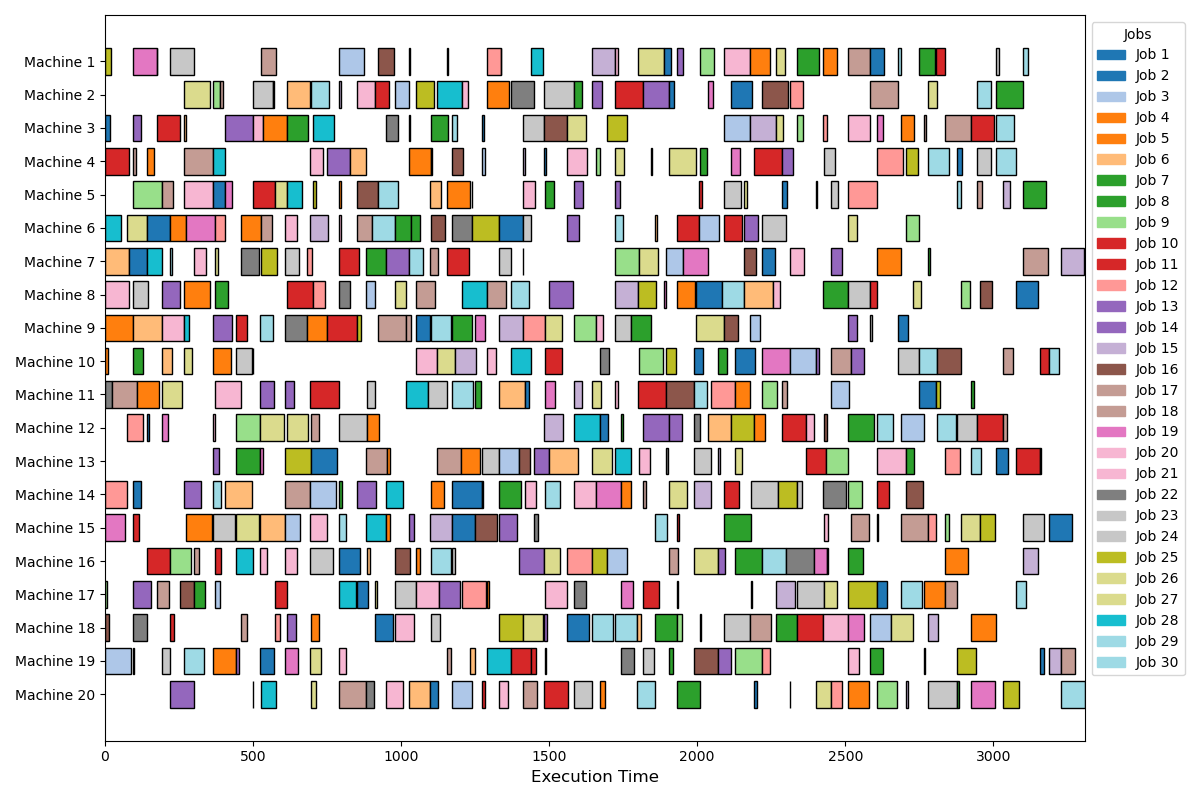 Machine 1
Machine 2
Machine 3
Machine 4
Machine 5
Machine 6
Machine 7
Machine 8
Machine 9
Machine 10
Machine 11
Machine 12
Machine 13
Machine 14
Machine 15
Machine 16
Machine 17
Machine 18
Machine 19
Machine 20
0 500 1000 1500 2000 2500 3000
Execution Time
Jobs
Job 1
Job 2
Job 3
Job 4
Job 5
Job 6
Job 7
Job 8
Job 9
Job 10
Job 11
Job 12
Job 13
Job 14
Job 15
Job 16
Job 17
Job 18
Job 19
Job 20
Job 21
Job 22
Job 23
Job 24
Job 25
Job 26
Job 27
Job 28
Job 29
Job 30